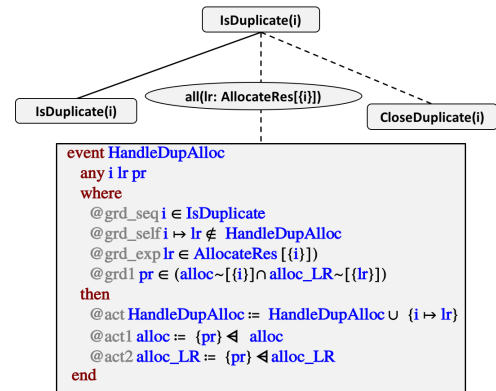 IsDuplicate(i)
IsDuplicate(i)
all(lr: AllocateRes[{i}])
CloseDuplicate(i)
event HandleDupAlloc
any i lr pr
where
@grd_seq i ∈ IsDuplicate
@grd_self i ↦ lr ∉ HandleDupAlloc
@grd_exp lr ∈ AllocateRes [{i}])
@grd1 pr ∈ (alloc~[{i}]∩ alloc_LR~[{lr}])
then
@act HandleDupAlloc ≔ HandleDupAlloc ∪ {i ↦ lr}
@act1 alloc ≔ {pr} ⩤ alloc
@act2 alloc_LR ≔ {pr} ⩤ alloc_LR
end